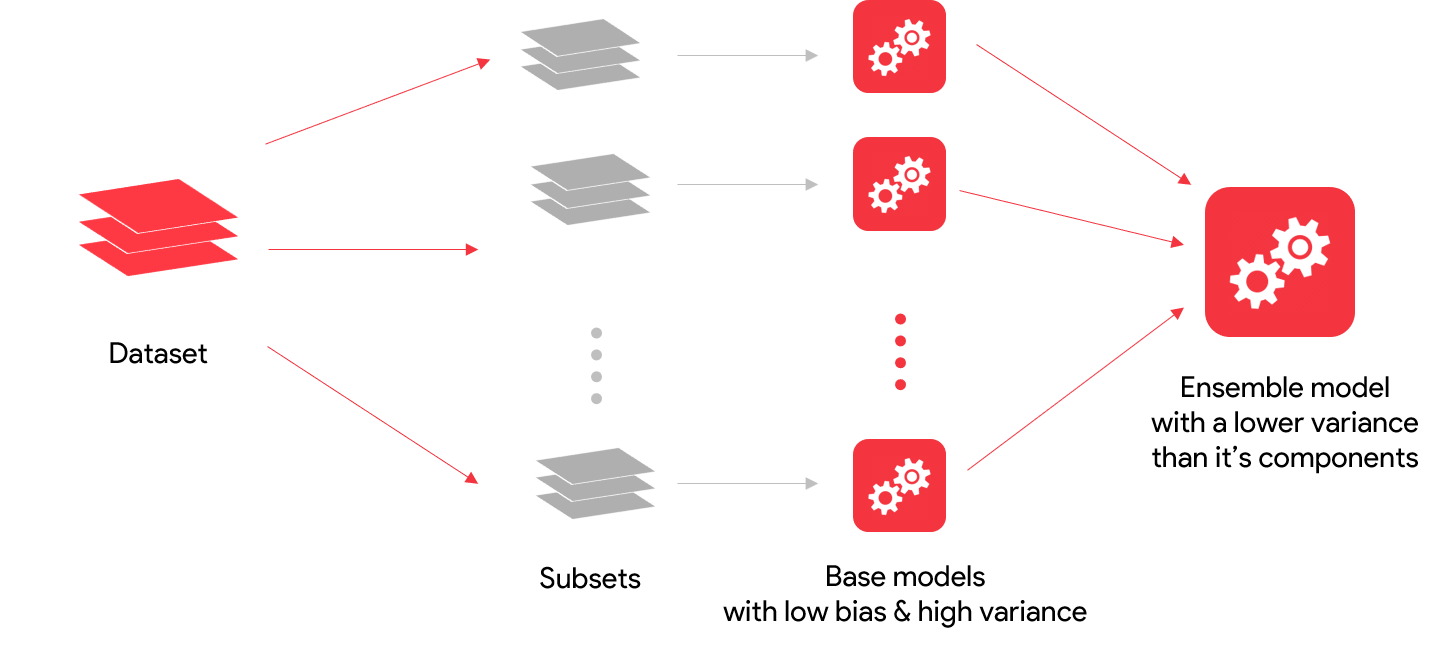 Dataset
Subsets
Base models
with low bias & high variance
Ensemble model
with a lower variance
than it’s components